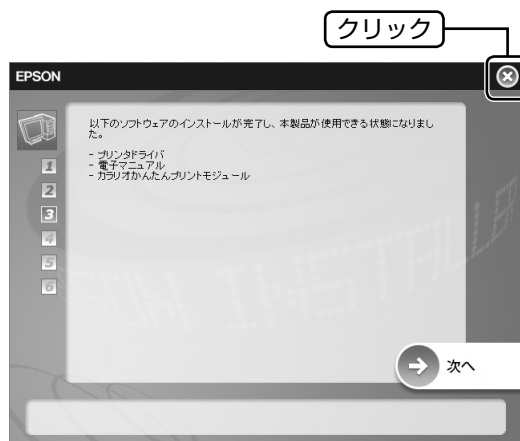 クリック
EPSON
以下のソフトウェアのインストールが完了し、本製品が使用できる状態になりまし
た。
- プリンタドライバ
- 電子マニュアル
- カラリオかんたんプリントモジュール
1
2
3
4
5
6
EPSON INSTALLER
次へ